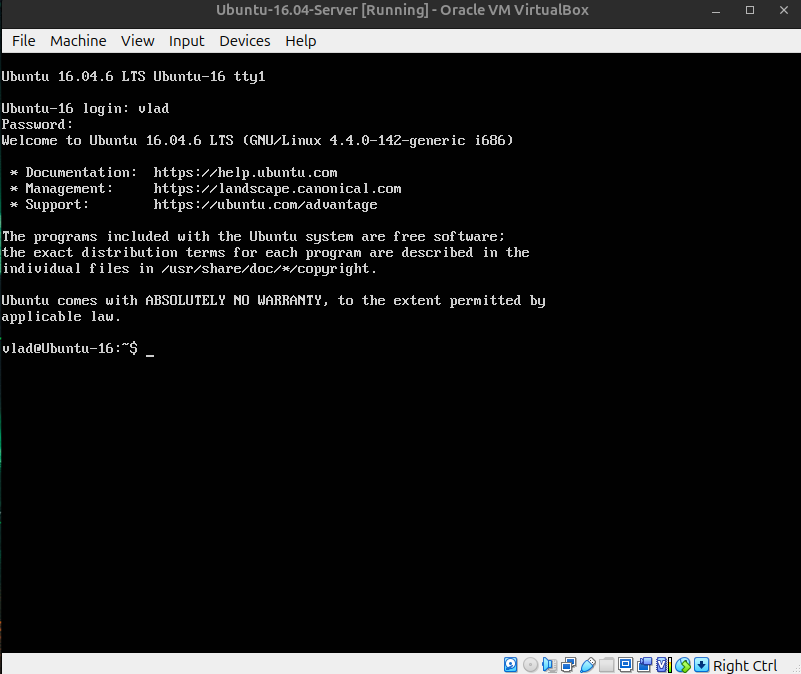 Ubuntu-16.04-Server [Running] - Oracle VM VirtualBox
File Machine View Input Devices Help
Ubuntu 16.04.6 LTS Ubuntu-16 tty1
Ubuntu-16 login: vlad
Password:
Welcome to Ubuntu 16.04.6 LTS (GNU/Linux 4.4.0-142-generic i686)
* Documentation:  https://help.ubuntu.com
* Management:     https://landscape.canonical.com
* Support:        https://ubuntu.com/advantage
The programs included with the Ubuntu system are free software;
the exact distribution terms for each program are described in the
individual files in /usr/share/doc/*/copyright.
Ubuntu comes with ABSOLUTELY NO WARRANTY, to the extent permitted by
applicable law.
vlad@Ubuntu-16:~$ _
Right Ctrl